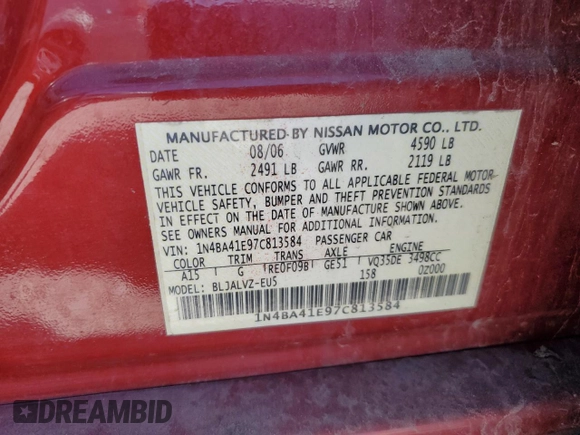 MANUFACTURED BY NISSAN MOTOR CO., LTD.
DATE 08/06 GVWR 4590 LB
GAWR FR. 2491 LB GAWR RR. 2119 LB
THIS VEHICLE CONFORMS TO ALL APPLICABLE FEDERAL MOTOR
VEHICLE SAFETY, BUMPER AND THEFT PREVENTION STANDARDS
IN EFFECT ON THE DATE OF MANUFACTURE SHOWN ABOVE.
SEE OWNERS MANUAL FOR ADDITIONAL INFORMATION.
VIN: 1N4BA41E97C813584 PASSENGER CAR
COLOR TRIM TRANS AXLE ENGINE
A15 G RE0F09B GE51 VQ35DE 3498CC
MODEL: BLJALVZ-EU5 158 0Z000
1N4BA41E97C813584
DREAMBID